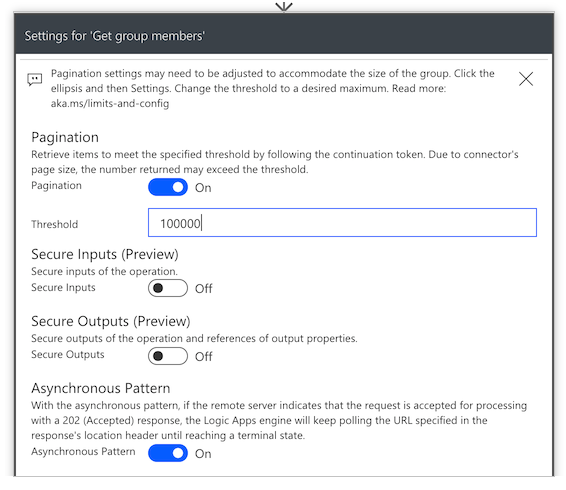 Settings for 'Get group members'
Pagination settings may need to be adjusted to accommodate the size of the group. Click the
ellipsis and then Settings. Change the threshold to a desired maximum. Read more:
aka.ms/limits-and-config
Pagination
Retrieve items to meet the specified threshold by following the continuation token. Due to connector's
page size, the number returned may exceed the threshold.
Pagination On
Threshold 100000
Secure Inputs (Preview)
Secure inputs of the operation.
Secure Inputs Off
Secure Outputs (Preview)
Secure outputs of the operation and references of output properties.
Secure Outputs Off
Asynchronous Pattern
With the asynchronous pattern, if the remote server indicates that the request is accepted for processing
with a 202 (Accepted) response, the Logic Apps engine will keep polling the URL specified in the
response's location header until reaching a terminal state.
Asynchronous Pattern On